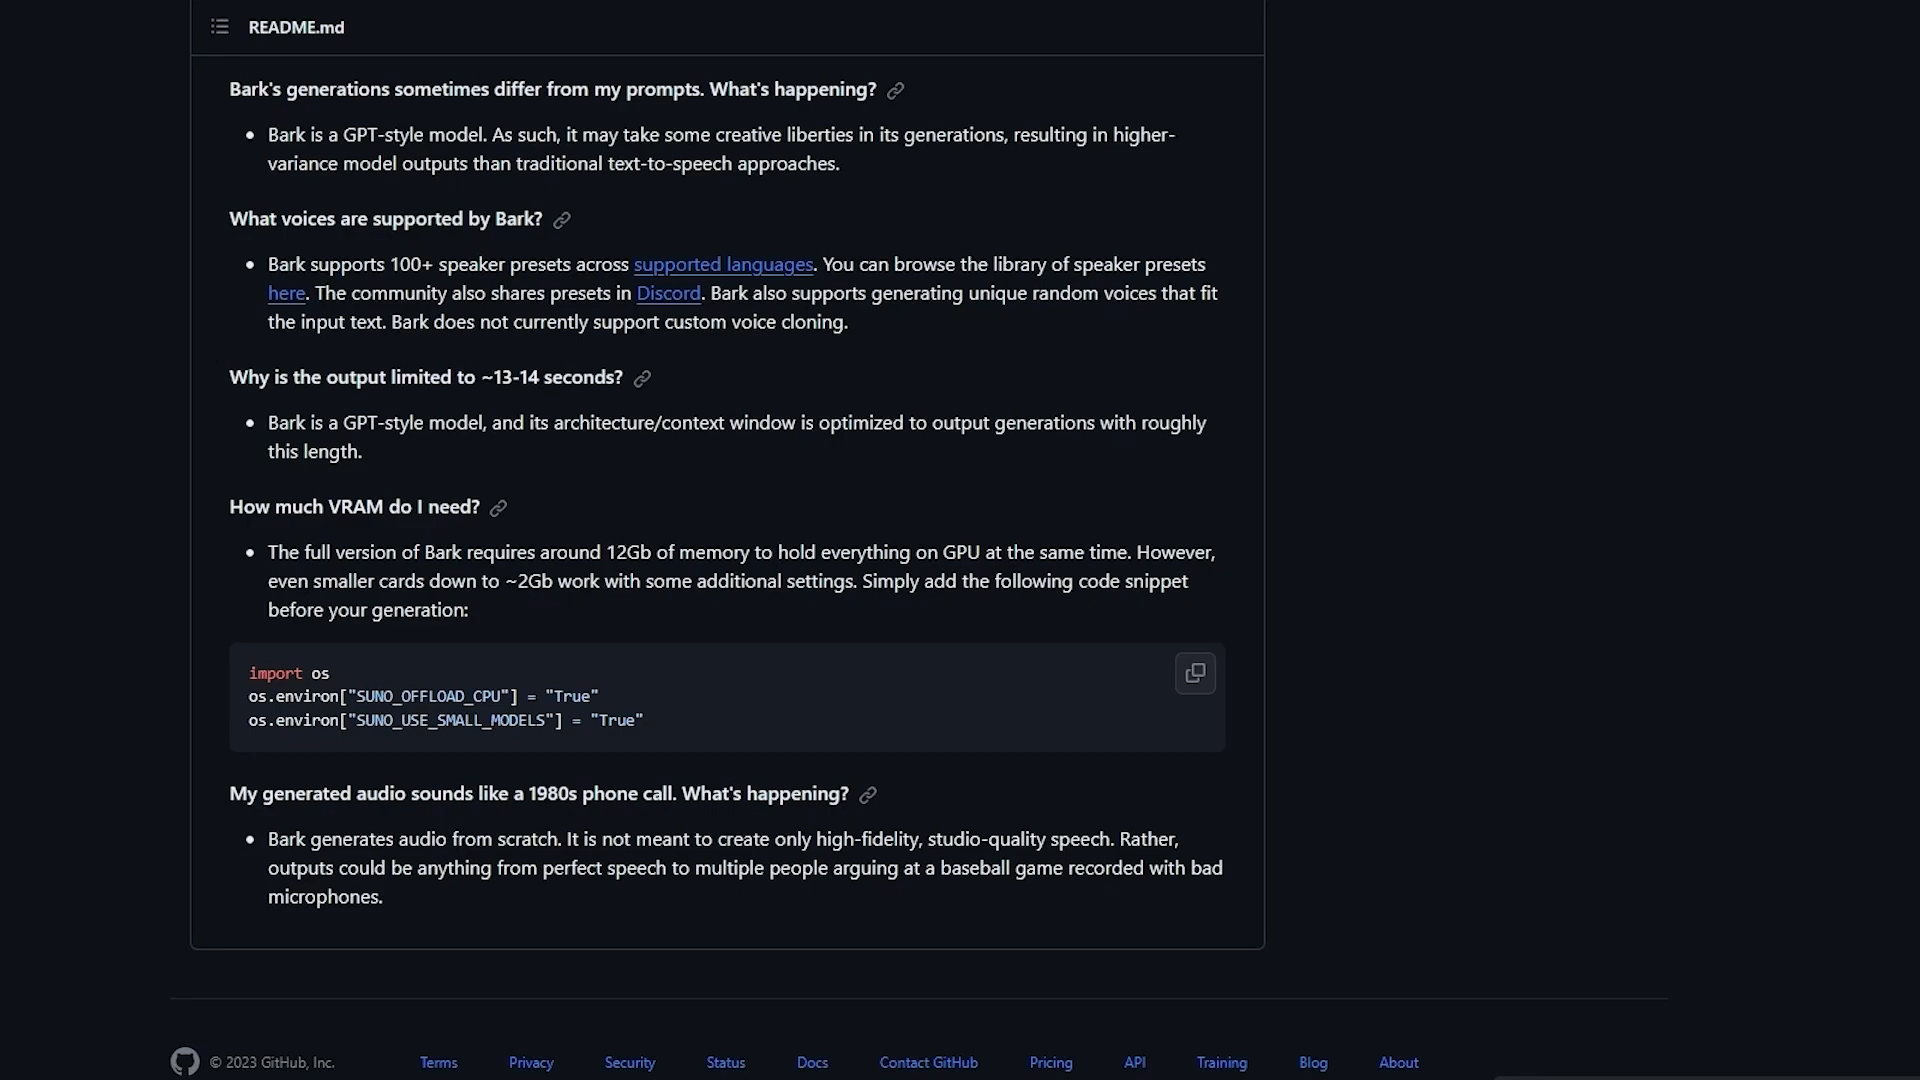 README.md
Bark's generations sometimes differ from my prompts. What's happening?
• Bark is a GPT-style model. As such, it may take some creative liberties in its generations, resulting in higher-
variance model outputs than traditional text-to-speech approaches.
What voices are supported by Bark?
• Bark supports 100+ speaker presets across supported languages. You can browse the library of speaker presets
here. The community also shares presets in Discord. Bark also supports generating unique random voices that fit
the input text. Bark does not currently support custom voice cloning.
Why is the output limited to ~13-14 seconds?
• Bark is a GPT-style model, and its architecture/context window is optimized to output generations with roughly
this length.
How much VRAM do I need?
• The full version of Bark requires around 12Gb of memory to hold everything on GPU at the same time. However,
even smaller cards down to ~2Gb work with some additional settings. Simply add the following code snippet
before your generation:
import os
os.environ["SUNO_OFFLOAD_CPU"] = "True"
os.environ["SUNO_USE_SMALL_MODELS"] = "True"
My generated audio sounds like a 1980s phone call. What's happening?
• Bark generates audio from scratch. It is not meant to create only high-fidelity, studio-quality speech. Rather,
outputs could be anything from perfect speech to multiple people arguing at a baseball game recorded with bad
microphones.
© 2023 GitHub, Inc. Terms Privacy Security Status Docs Contact GitHub Pricing API Training Blog About